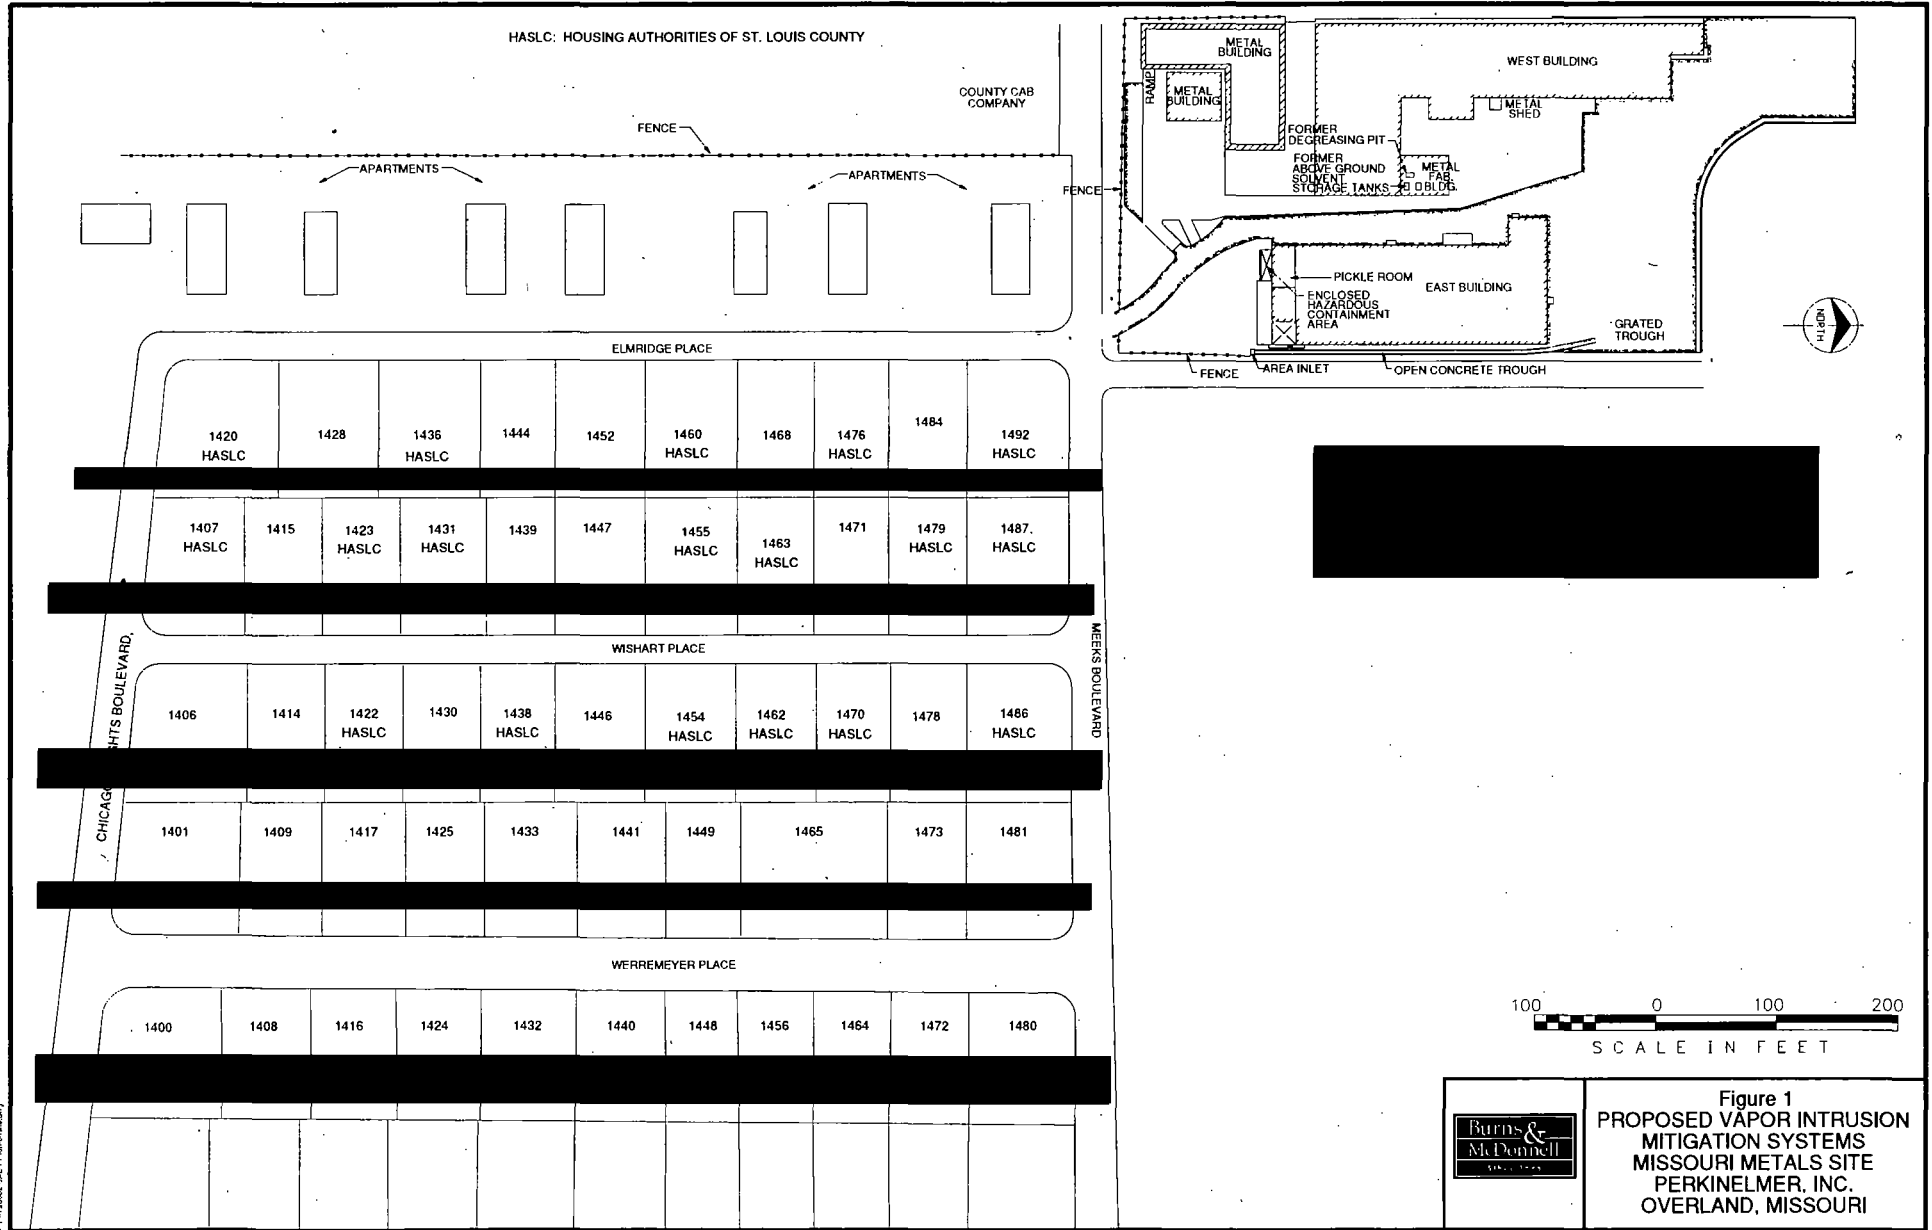 HASLC: HOUSING AUTHORITIES OF ST. LOUIS COUNTY
COUNTY CAB
COMPANY
FENCE
APARTMENTS
APARTMENTS
METAL
BUILDING
RAMP
METAL
BUILDING
WEST BUILDING
METAL
SHED
FORMER
DEGREASING PIT
FORMER
ABOVE GROUND
SOLVENT
STORAGE TANKS
METAL
FAB.
BLDG.
FENCE
PICKLE ROOM
EAST BUILDING
ENCLOSED
HAZARDOUS
CONTAINMENT
AREA
GRATED
TROUGH
NORTH
FENCE
AREA INLET
OPEN CONCRETE TROUGH
ELMRIDGE PLACE
1420
HASLC
1428
1436
HASLC
1444
1452
1460
HASLC
1468
1476
HASLC
1484
1492
HASLC
1407
HASLC
1415
1423
HASLC
1431
HASLC
1439
1447
1455
HASLC
1463
HASLC
1471
1479
HASLC
1487
HASLC
WISHART PLACE
MEEKS BOULEVARD
CHICAGO HTS BOULEVARD,
1406
1414
1422
HASLC
1430
1438
HASLC
1446
1454
HASLC
1462
HASLC
1470
HASLC
1478
1486
HASLC
1401
1409
1417
1425
1433
1441
1449
1465
1473
1481
WERREMEYER PLACE
1400
1408
1416
1424
1432
1440
1448
1456
1464
1472
1480
100 0 100 200
SCALE IN FEET
Burns &
McDonnell
Figure 1
PROPOSED VAPOR INTRUSION
MITIGATION SYSTEMS
MISSOURI METALS SITE
PERKINELMER, INC.
OVERLAND, MISSOURI